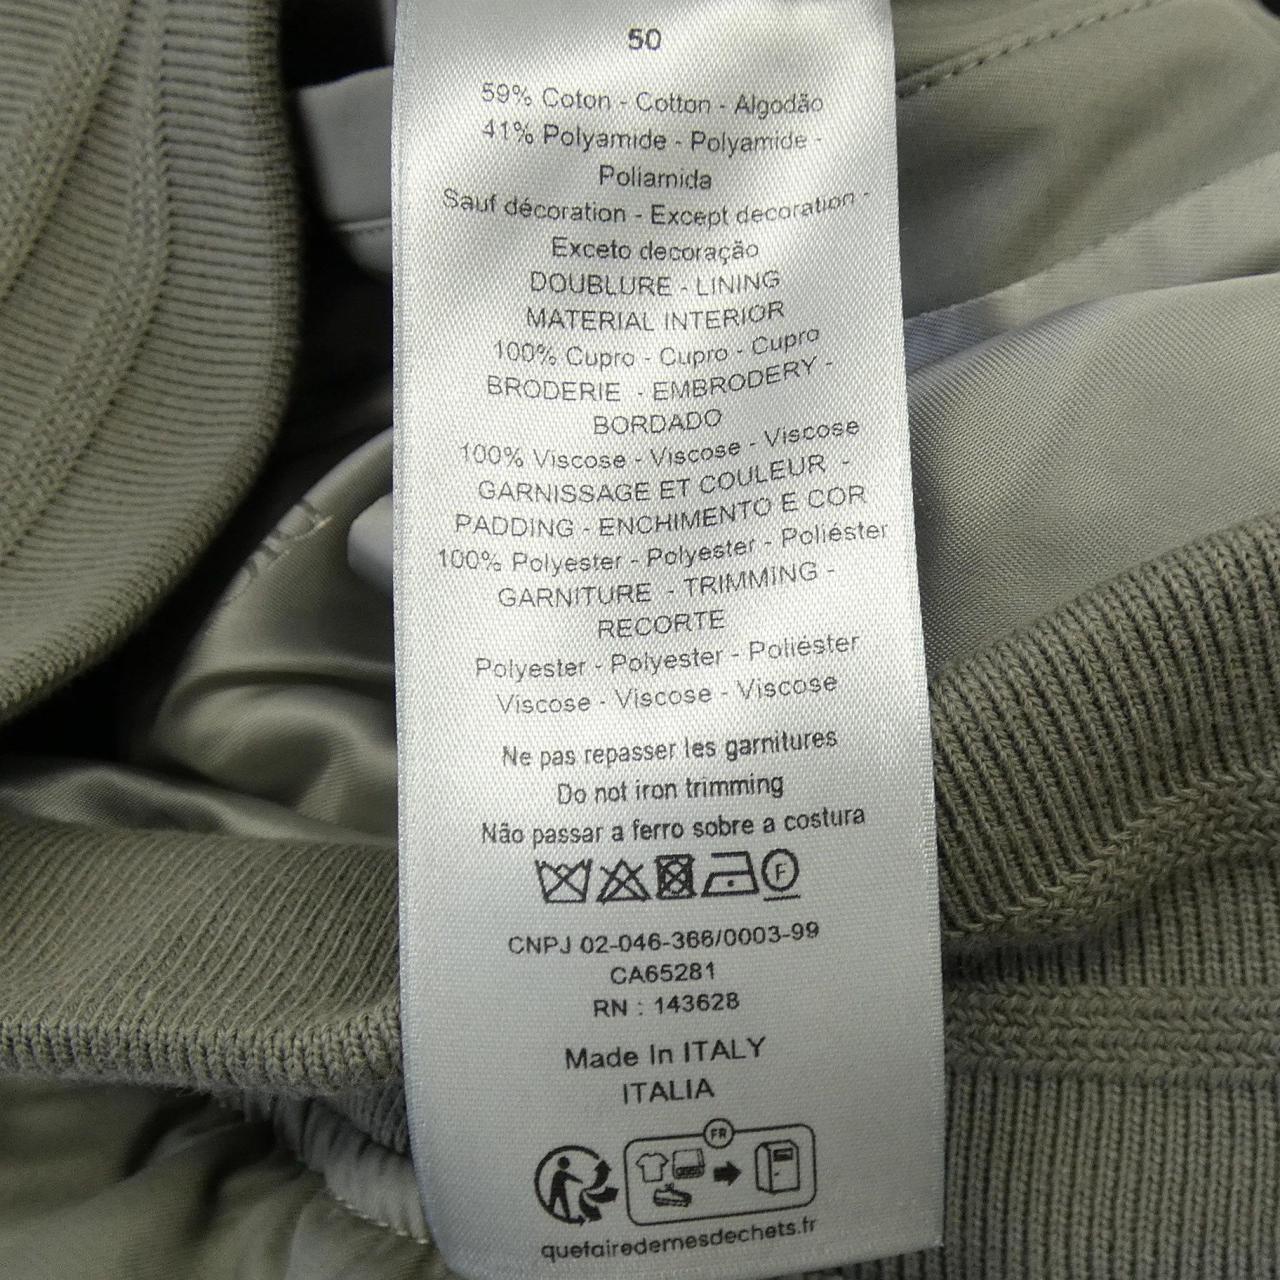 50
59% Coton - Cotton - Algodão
41% Polyamide - Polyamide -
Poliamida
Sauf décoration - Except decoration -
Exceto decoração
DOUBLURE - LINING
MATERIAL INTERIOR
100% Cupro - Cupro - Cupro
BRODERIE - EMBRODERY -
BORDADO
100% Viscose - Viscose - Viscose
GARNISSAGE ET COULEUR -
PADDING - ENCHIMENTO E COR
100% Polyester - Polyester - Poliéster
GARNITURE - TRIMMING -
RECORTE
Polyester - Polyester - Poliéster
Viscose - Viscose - Viscose
Ne pas repasser les garnitures
Do not iron trimming
Não passar a ferro sobre a costura
F
CNPJ 02-046-366/0003-99
CA65281
RN : 143628
Made In ITALY
ITALIA
FR
quefairedemesdechets.fr